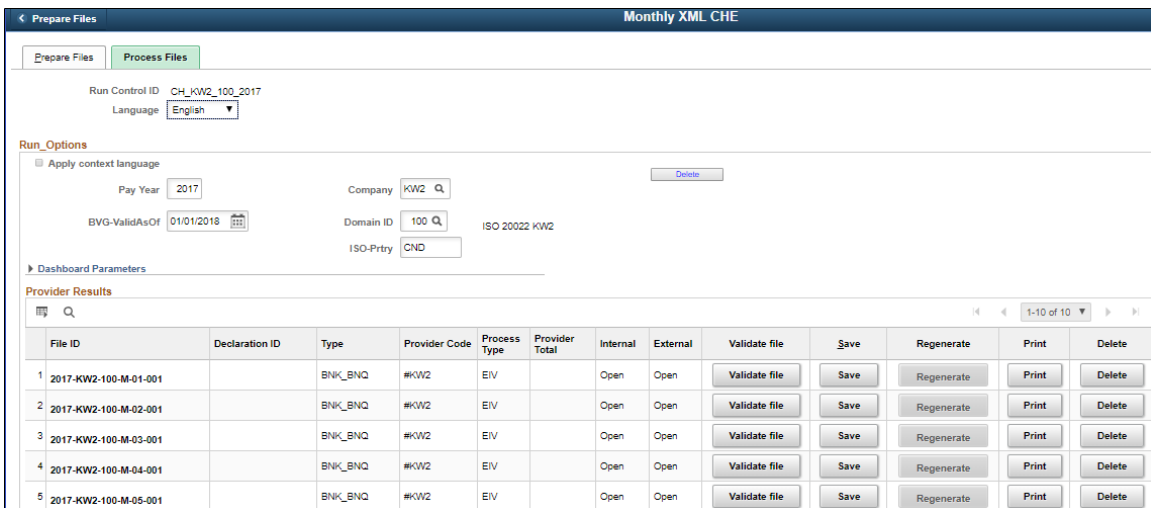 Prepare Files
Monthly XML CHE
Prepare Files Process Files
Run Control ID CH_KW2_100_2017
Language English
Run_Options
Apply context language
Delete
Pay Year 2017 Company KW2
BVG-ValidAsOf 01/01/2018 Domain ID 100 ISO 20022 KW2
ISO-Prtry CND
Dashboard Parameters
Provider Results
1-10 of 10
File ID Declaration ID Type Provider Code Process Type Provider Total Internal External Validate file Save Regenerate Print Delete
1 2017-KW2-100-M-01-001 BNK_BNQ #KW2 EIV Open Open Validate file Save Regenerate Print Delete
2 2017-KW2-100-M-02-001 BNK_BNQ #KW2 EIV Open Open Validate file Save Regenerate Print Delete
3 2017-KW2-100-M-03-001 BNK_BNQ #KW2 EIV Open Open Validate file Save Regenerate Print Delete
4 2017-KW2-100-M-04-001 BNK_BNQ #KW2 EIV Open Open Validate file Save Regenerate Print Delete
5 2017-KW2-100-M-05-001 BNK_BNQ #KW2 EIV Open Open Validate file Save Regenerate Print Delete